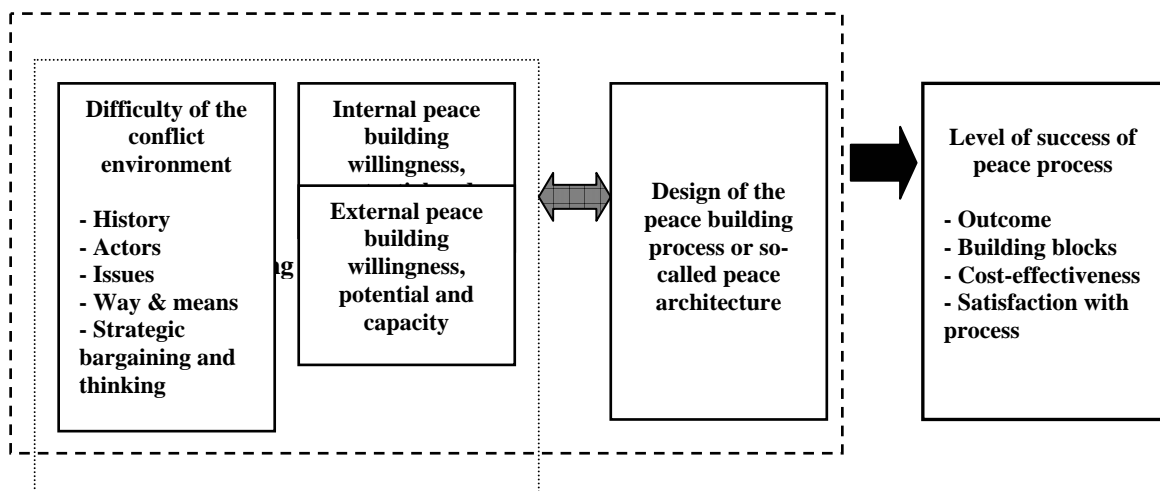 Difficulty of the
conflict
environment
- History
- Actors
- Issues
- Way & means
- Strategic
bargaining and
thinking
Internal peace
building
willingness,
External peace
building
willingness,
potential and
capacity
Design of the
peace building
process or so-
called peace
architecture
Level of success of
peace process
- Outcome
- Building blocks
- Cost-effectiveness
- Satisfaction with
process